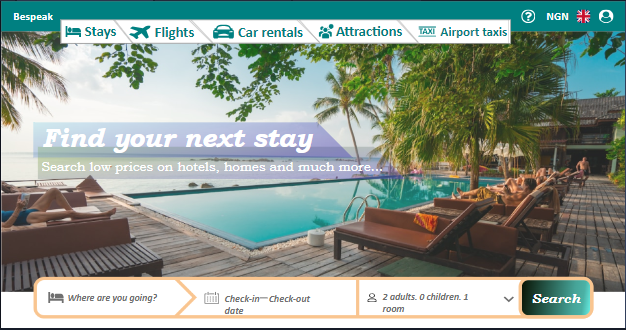 Bespeak
NGN
Stays
Flights
Car rentals
Attractions
TAXI
Airport taxis
Find your next stay
Search low prices on hotels, homes and much more...
Where are you going?
Check-in—Check-out
date
2 adults. 0 children. 1
room
Search